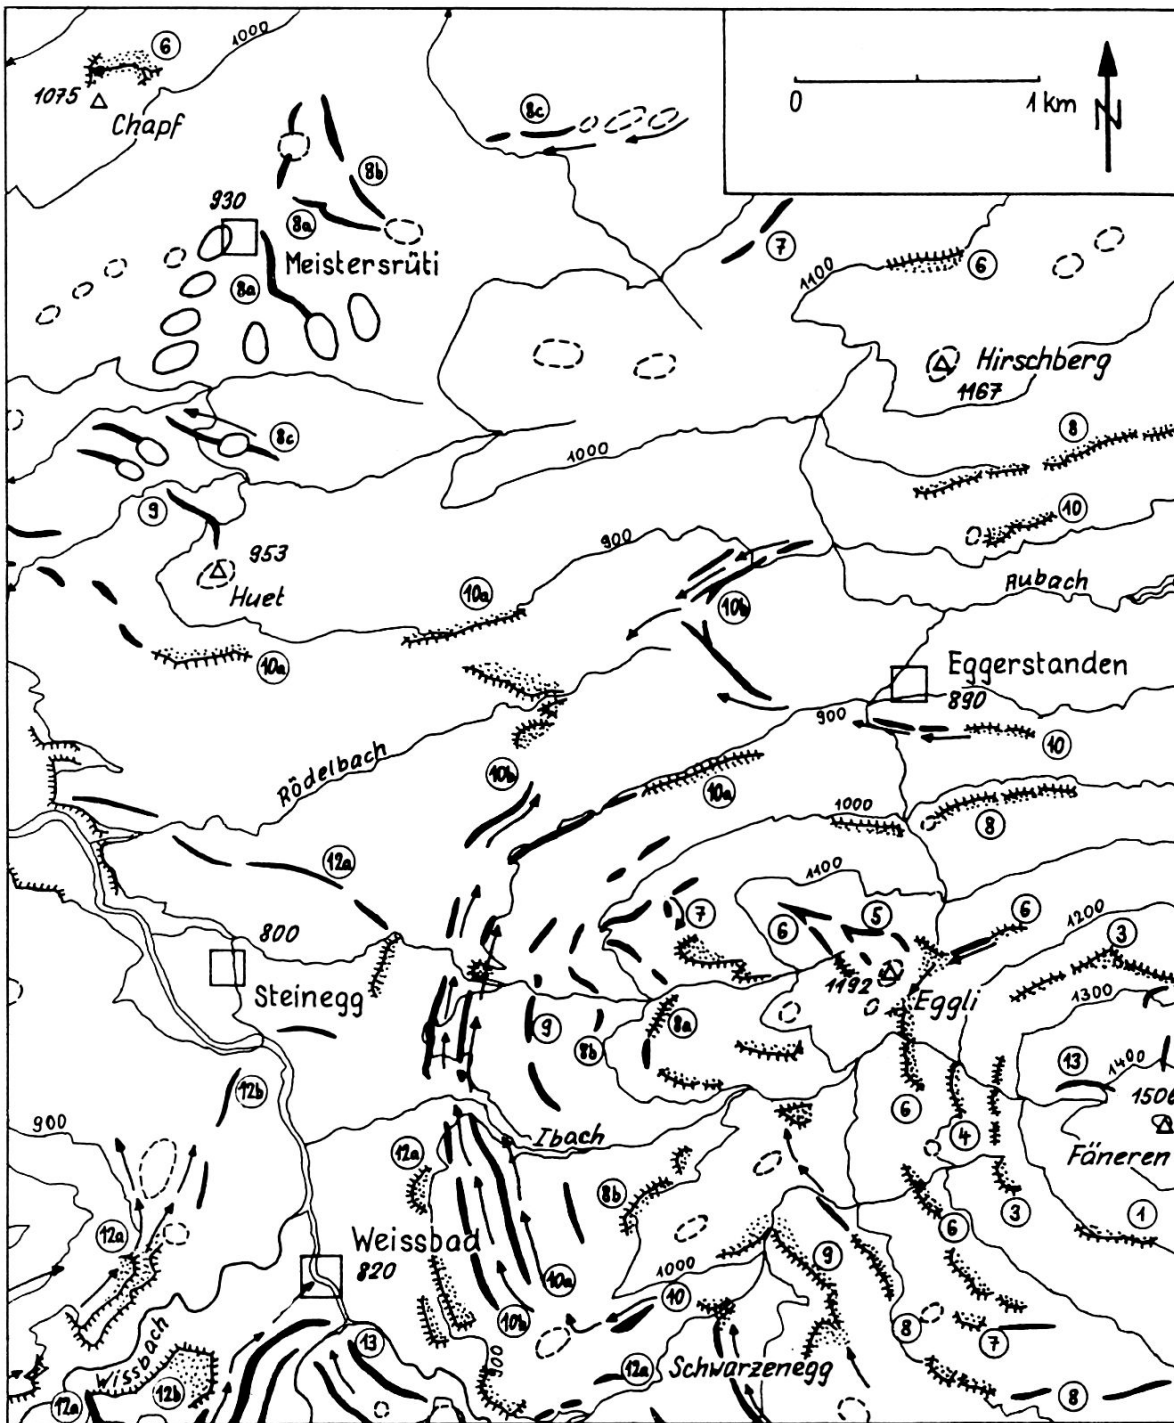 6
1000
1075
Chapf
8c
0
1 km
N
8b
930
8a
7
Meistersrüti
8a
1100
6
Hirschberg
1167
8c
8
1000
9
10
953
Huet
900
10a
10b
Aubach
10a
Eggerstanden
890
900
10
Rödelbach
10b
10a
1000
8
12a
1100
5
6
7
6
1200
3
800
Steinegg
1192
Eggli
1300
9
8b
8a
13
1400
1506
12b
6
4
900
Ibach
Fäneren
12a
8b
3
1
12a
6
Weissbad
820
10a
1000
9
10b
10
8
7
Wissbach
13
900
12a
Schwarzenegg
12a
12b
8